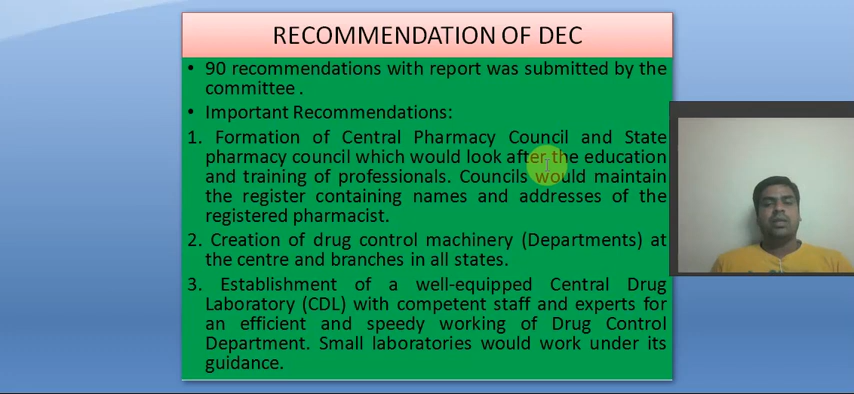 RECOMMENDATION OF DEC
• 90 recommendations with report was submitted by the
committee .
• Important Recommendations:
1. Formation of Central Pharmacy Council and State
pharmacy council which would look after the education
and training of professionals. Councils would maintain
the register containing names and addresses of the
registered pharmacist.
2. Creation of drug control machinery (Departments) at
the centre and branches in all states.
3. Establishment of a well-equipped Central Drug
Laboratory (CDL) with competent staff and experts for
an efficient and speedy working of Drug Control
Department. Small laboratories would work under its
guidance.